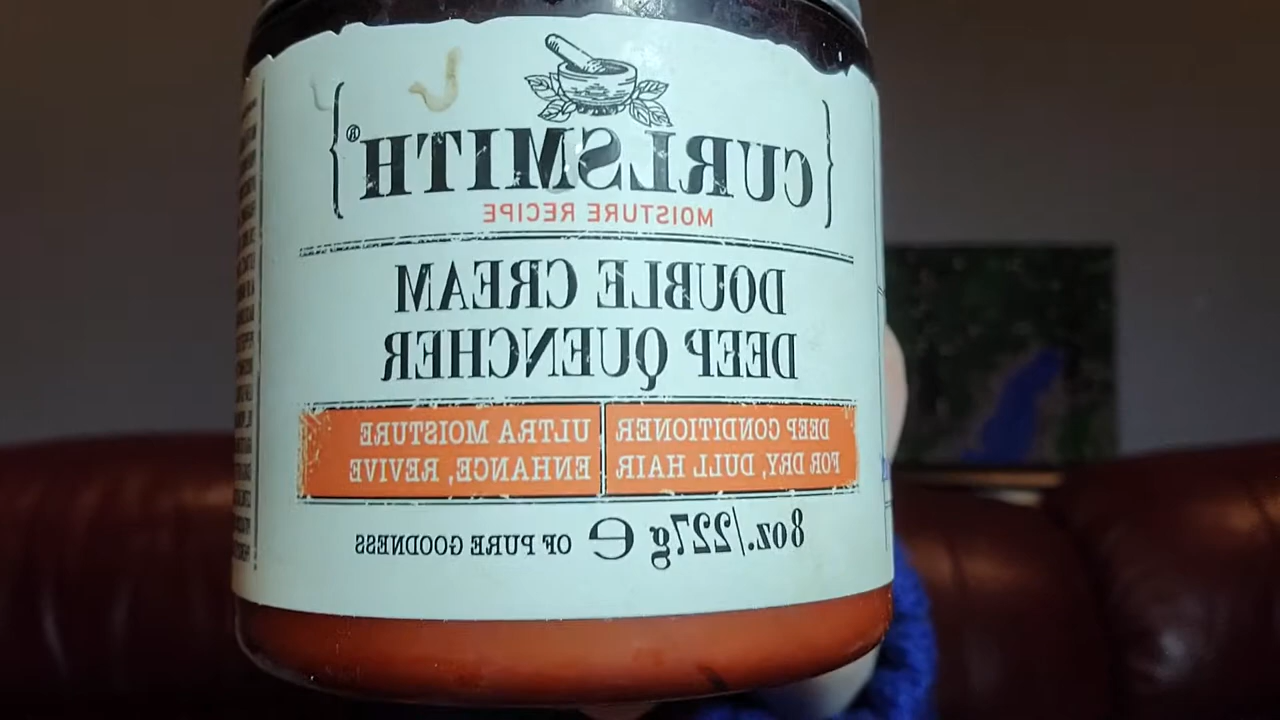 {CURLSMITH}®
MOISTURE RECIPE
DOUBLE CREAM
DEEP QUENCHER
DEEP CONDITIONER
FOR DRY, DULL HAIR
ULTRA MOISTURE
ENHANCE, REVIVE
8oz./227g ℮ OF PURE GOODNESS